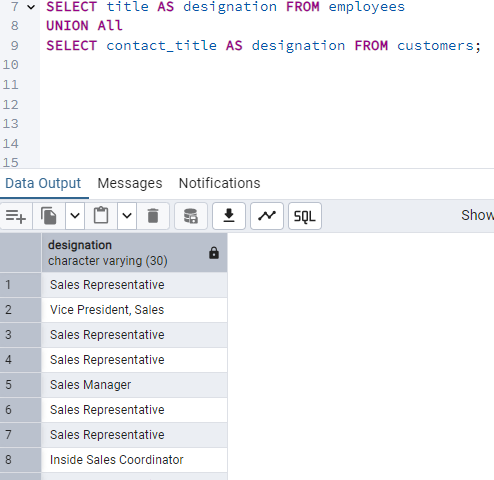 7 SELECT title AS designation FROM employees
8 UNION All
9 SELECT contact_title AS designation FROM customers;
10
11
12
13
14
15
Data Output Messages Notifications
SQL Show
designation
character varying (30)
1 Sales Representative
2 Vice President, Sales
3 Sales Representative
4 Sales Representative
5 Sales Manager
6 Sales Representative
7 Sales Representative
8 Inside Sales Coordinator